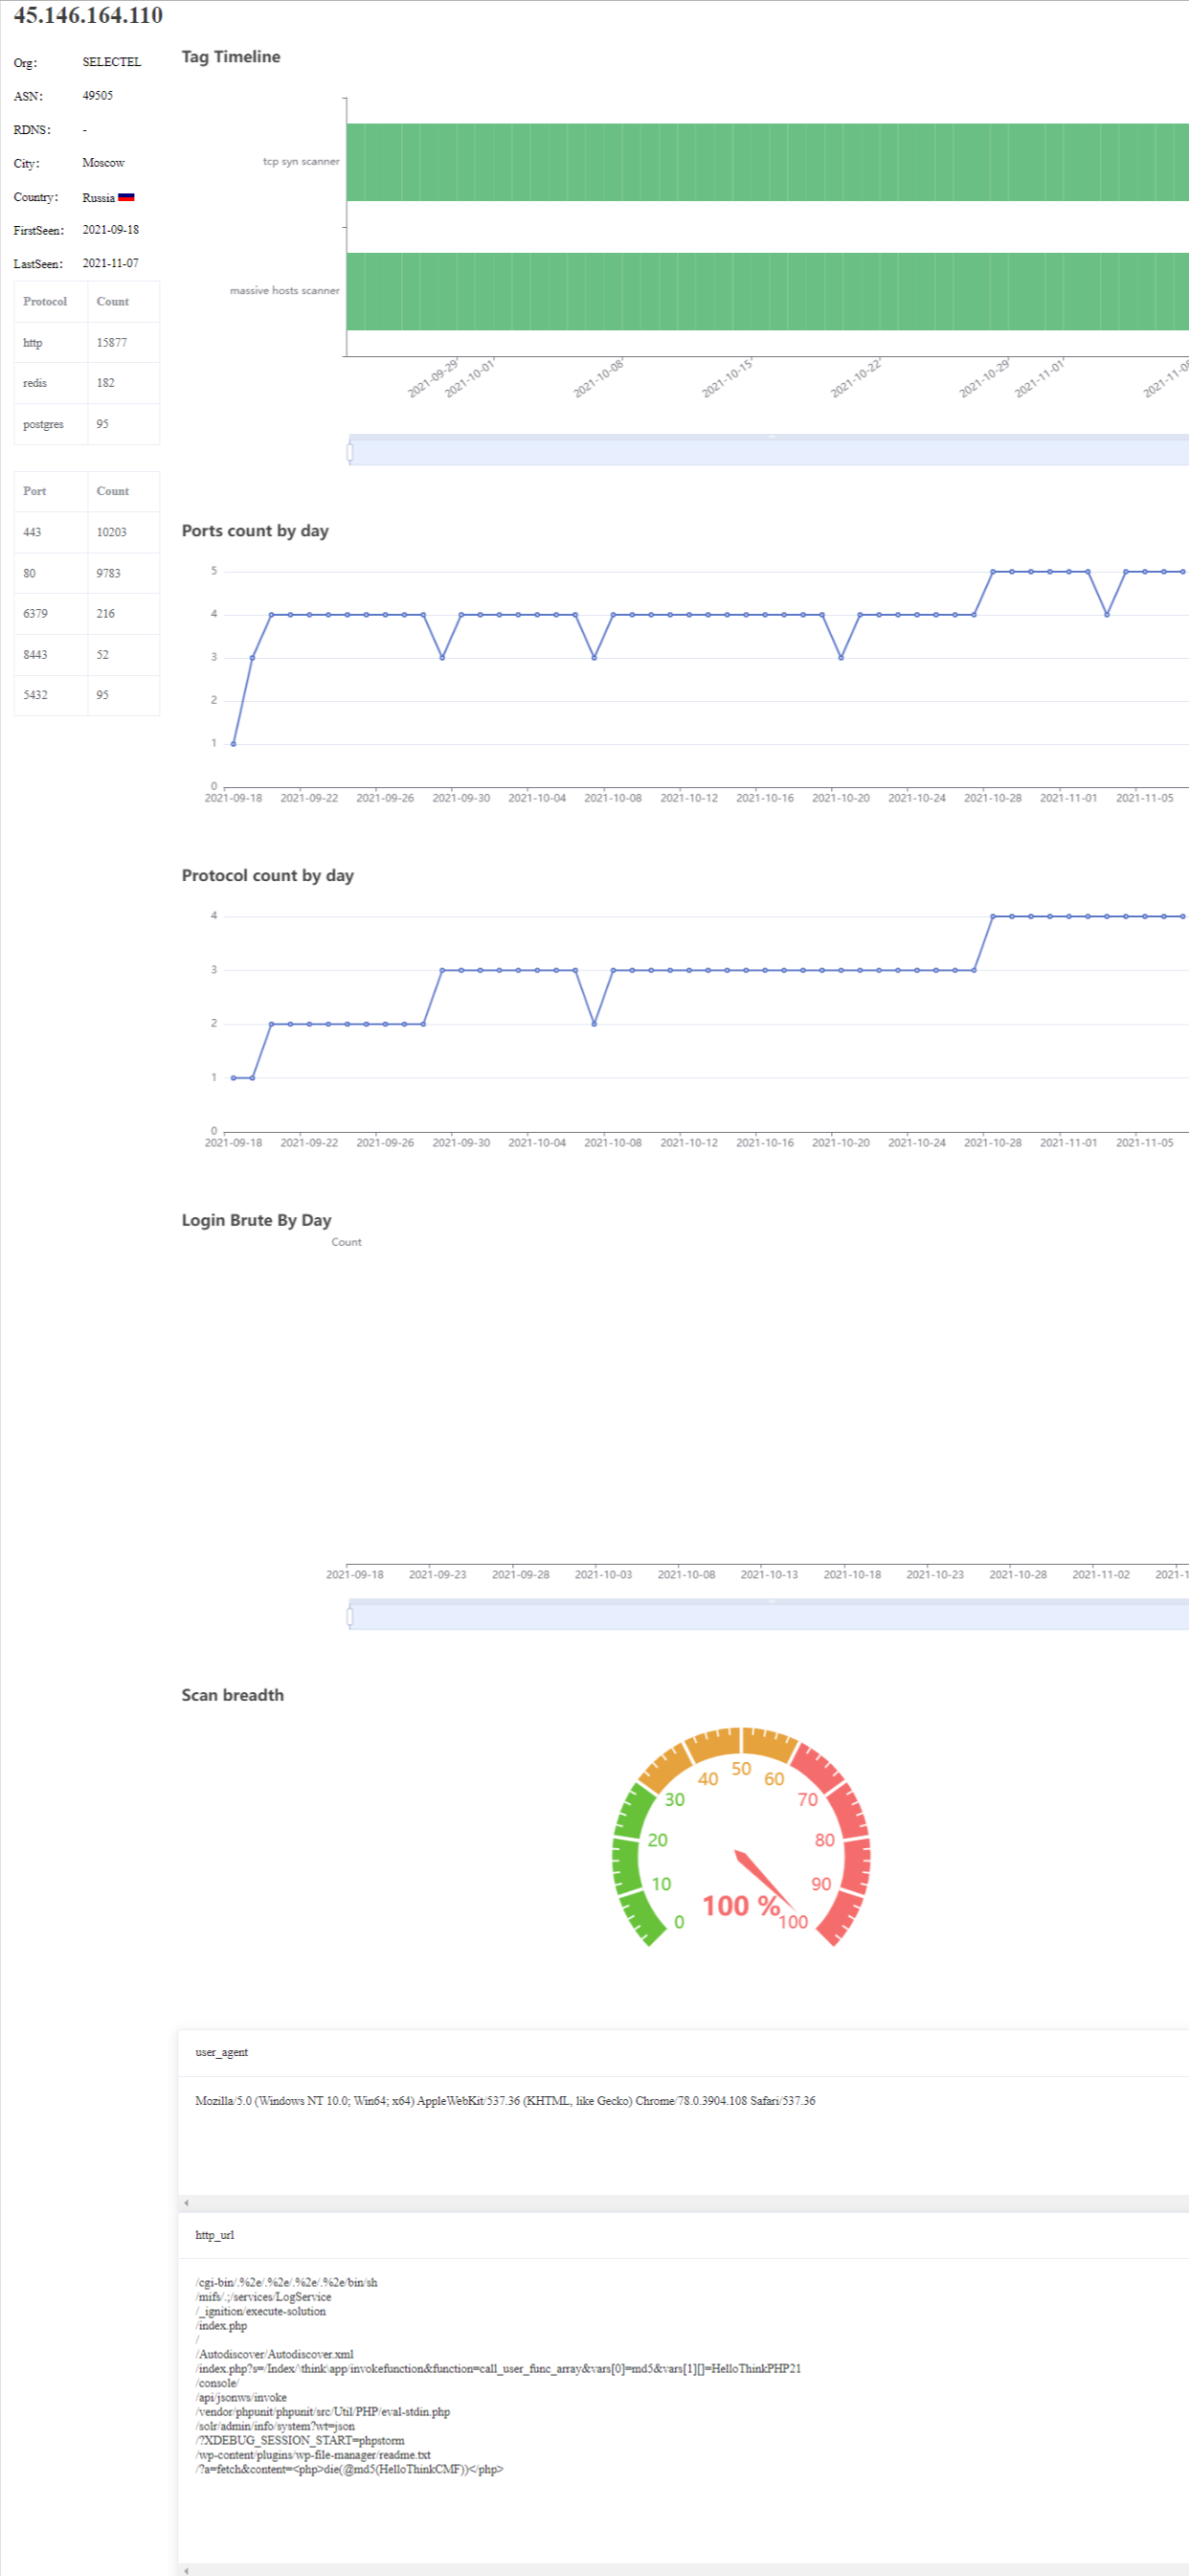 45.146.164.110
Org: SELECTEL
ASN: 49505
RDNS: -
City: Moscow
Country: Russia
FirstSeen: 2021-09-18
LastSeen: 2021-11-07
Protocol Count
http 15877
redis 182
postgres 95
Port Count
443 10203
80 9783
6379 216
8443 52
5432 95
Tag Timeline
tcp syn scanner
massive hosts scanner
2021-09-29 2021-10-01 2021-10-08 2021-10-15 2021-10-22 2021-10-29 2021-11-01 2021-11-0
Ports count by day
5
4
3
2
1
0
2021-09-18 2021-09-22 2021-09-26 2021-09-30 2021-10-04 2021-10-08 2021-10-12 2021-10-16 2021-10-20 2021-10-24 2021-10-28 2021-11-01 2021-11-05
Protocol count by day
4
3
2
1
0
2021-09-18 2021-09-22 2021-09-26 2021-09-30 2021-10-04 2021-10-08 2021-10-12 2021-10-16 2021-10-20 2021-10-24 2021-10-28 2021-11-01 2021-11-05
Login Brute By Day
Count
2021-09-18 2021-09-23 2021-09-28 2021-10-03 2021-10-08 2021-10-13 2021-10-18 2021-10-23 2021-10-28 2021-11-02 2021-1
Scan breadth
0 10 20 30 40 50 60 70 80 90 100
100 %
user_agent
Mozilla/5.0 (Windows NT 10.0; Win64; x64) AppleWebKit/537.36 (KHTML, like Gecko) Chrome/78.0.3904.108 Safari/537.36
http_url
/cgi-bin/.%2e/.%2e/.%2e/.%2e/bin/sh
/mifs/.;/services/LogService
/_ignition/execute-solution
/index.php
/
/Autodiscover/Autodiscover.xml
/index.php?s=/Index/\think\app/invokefunction&function=call_user_func_array&vars[0]=md5&vars[1][]=HelloThinkPHP21
/console/
/api/jsonws/invoke
/vendor/phpunit/phpunit/src/Util/PHP/eval-stdin.php
/solr/admin/info/system?wt=json
/?XDEBUG_SESSION_START=phpstorm
/wp-content/plugins/wp-file-manager/readme.txt
/?a=fetch&content=<php>die(@md5(HelloThinkCMF))</php>